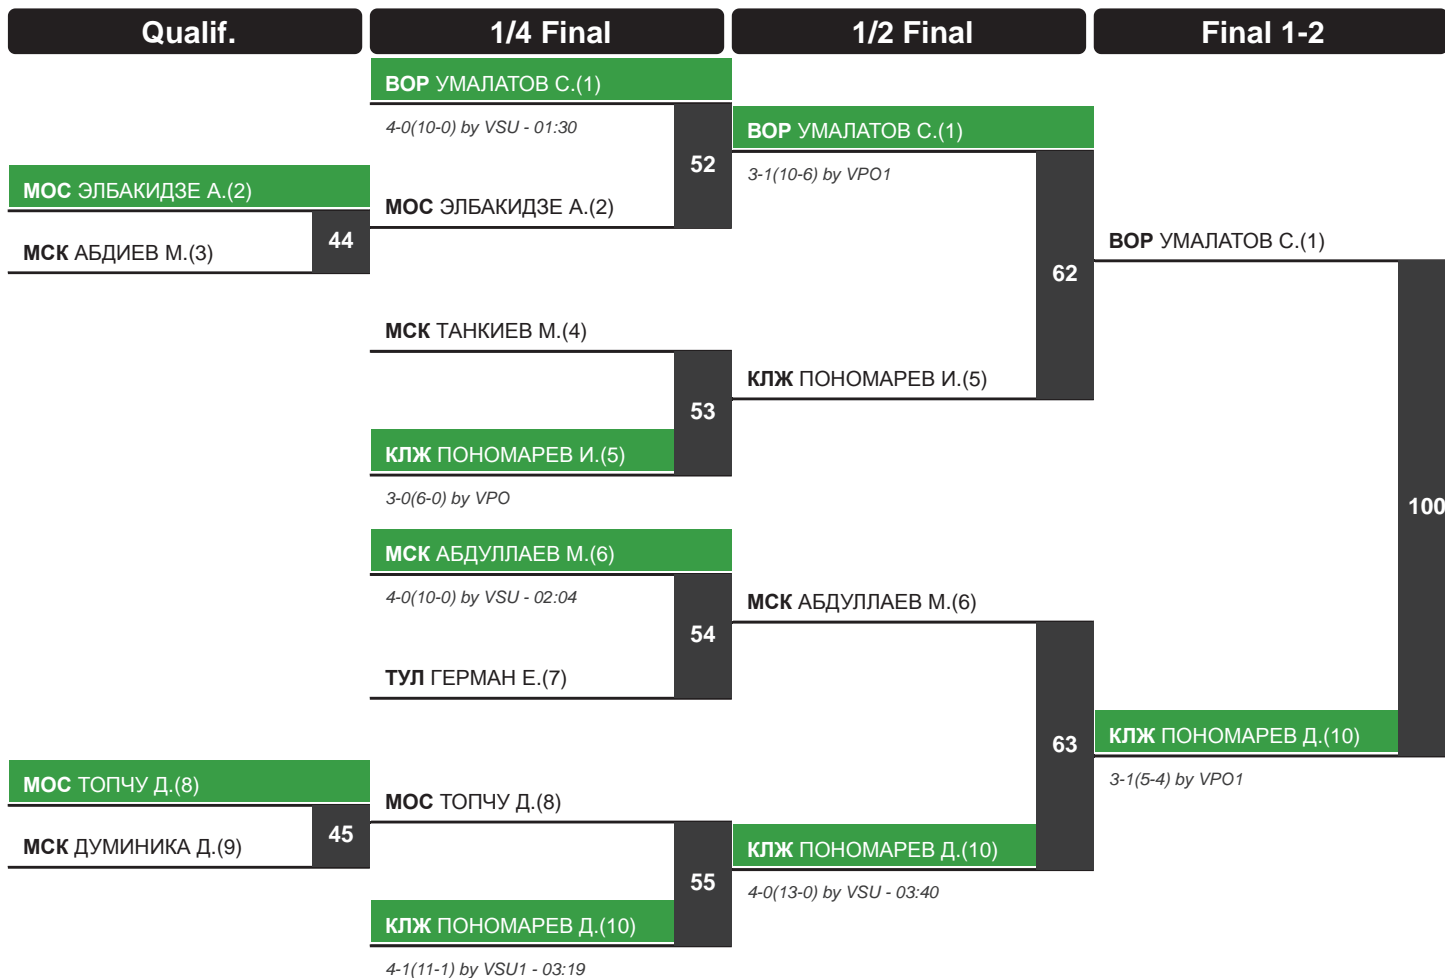 Qualif.
1/4 Final
1/2 Final
Final 1-2
МОС ЭЛБАКИДЗЕ А.(2)
МСК АБДИЕВ М.(3)
44
МОС ТОПЧУ Д.(8)
МСК ДУМИНИКА Д.(9)
45
ВОР УМАЛАТОВ С.(1)
4-0(10-0) by VSU - 01:30
52
МОС ЭЛБАКИДЗЕ А.(2)
МСК ТАНКИЕВ М.(4)
53
КЛЖ ПОНОМАРЕВ И.(5)
3-0(6-0) by VPO
МСК АБДУЛЛАЕВ М.(6)
4-0(10-0) by VSU - 02:04
54
ТУЛ ГЕРМАН Е.(7)
МОС ТОПЧУ Д.(8)
55
КЛЖ ПОНОМАРЕВ Д.(10)
4-1(11-1) by VSU1 - 03:19
ВОР УМАЛАТОВ С.(1)
3-1(10-6) by VPO1
62
КЛЖ ПОНОМАРЕВ И.(5)
МСК АБДУЛЛАЕВ М.(6)
63
КЛЖ ПОНОМАРЕВ Д.(10)
4-0(13-0) by VSU - 03:40
ВОР УМАЛАТОВ С.(1)
100
КЛЖ ПОНОМАРЕВ Д.(10)
3-1(5-4) by VPO1